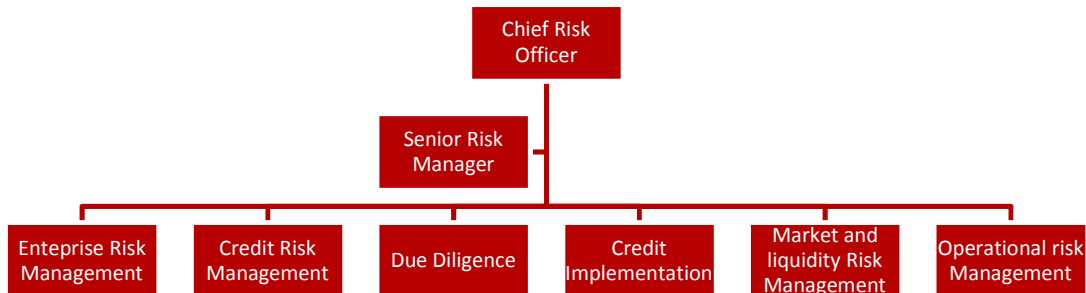 Chief Risk
Officer
Senior Risk
Manager
Enteprise Risk
Management
Credit Risk
Management
Due Diligence
Credit
Implementation
Market and
liquidity Risk
Management
Operational risk
Management